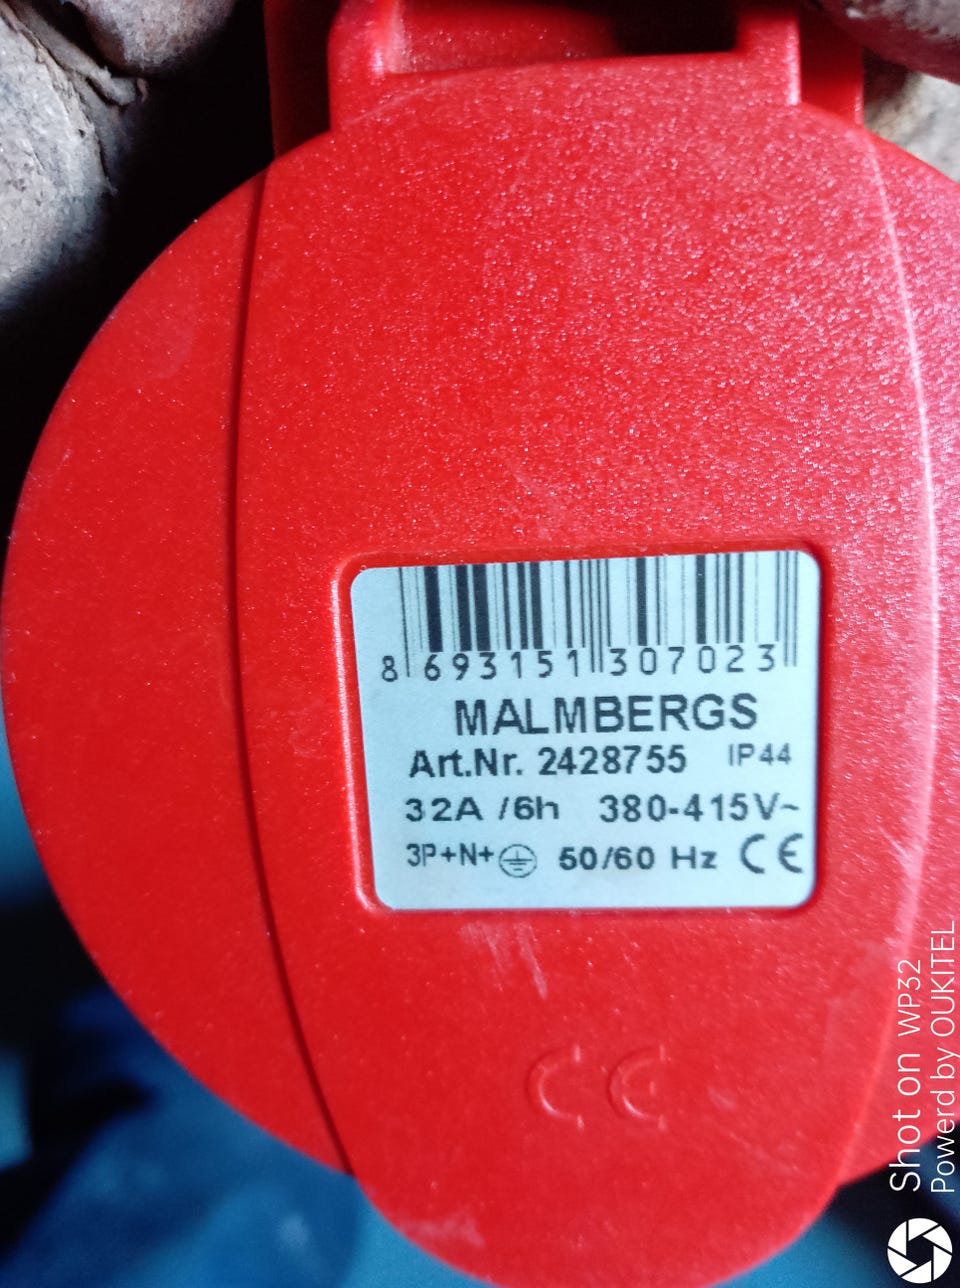 8 693151 307023
MALMBERGS
Art.Nr. 2428755 IP44
32A /6h 380-415V~
3P+N+ 50/60 Hz CE
CE
Shot on WP32
Powerd by OUKITEL